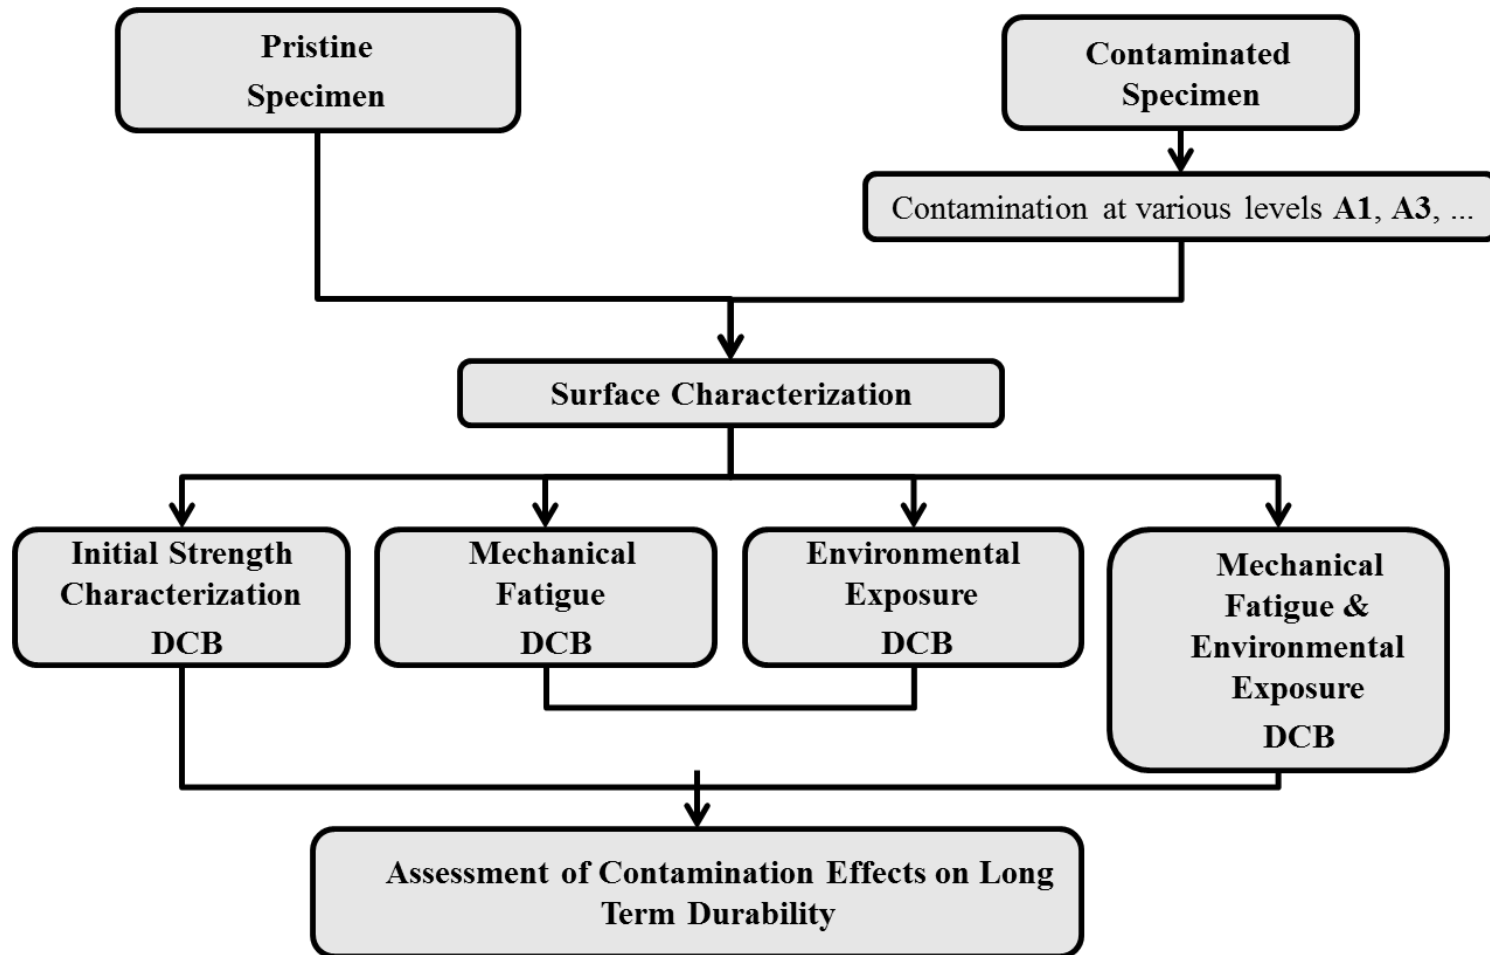 Pristine
Specimen
Contaminated
Specimen
Contamination at various levels A1, A3, ...
Surface Characterization
Initial Strength
Characterization
DCB
Mechanical
Fatigue
DCB
Environmental
Exposure
DCB
Mechanical
Fatigue &
Environmental
Exposure
DCB
Assessment of Contamination Effects on Long
Term Durability